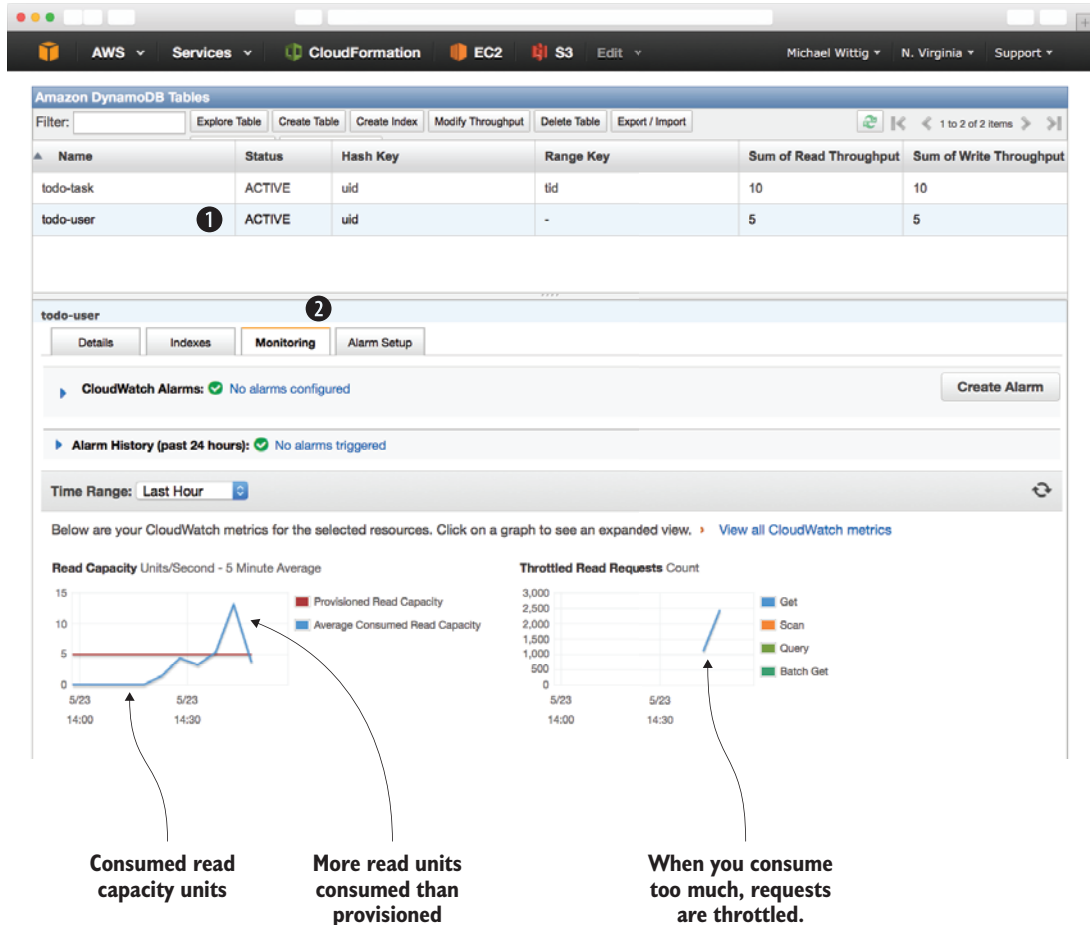 AWS Services CloudFormation EC2 S3 Edit Michael Wittig N. Virginia Support
Amazon DynamoDB Tables
Filter: Explore Table Create Table Create Index Modify Throughput Delete Table Export / Import 1 to 2 of 2 items
Name Status Hash Key Range Key Sum of Read Throughput Sum of Write Throughput
todo-task ACTIVE uid tid 10 10
todo-user 1 ACTIVE uid - 5 5
2
todo-user
Details Indexes Monitoring Alarm Setup
CloudWatch Alarms: No alarms configured Create Alarm
Alarm History (past 24 hours): No alarms triggered
Time Range: Last Hour
Below are your CloudWatch metrics for the selected resources. Click on a graph to see an expanded view. › View all CloudWatch metrics
Read Capacity Units/Second - 5 Minute Average
15
10
5
0
5/23 5/23
14:00 14:30
Provisioned Read Capacity
Average Consumed Read Capacity
Throttled Read Requests Count
3,000
2,500
2,000
1,500
1,000
500
0
5/23 5/23
14:00 14:30
Get
Scan
Query
Batch Get
Consumed read
capacity units
More read units
consumed than
provisioned
When you consume
too much, requests
are throttled.